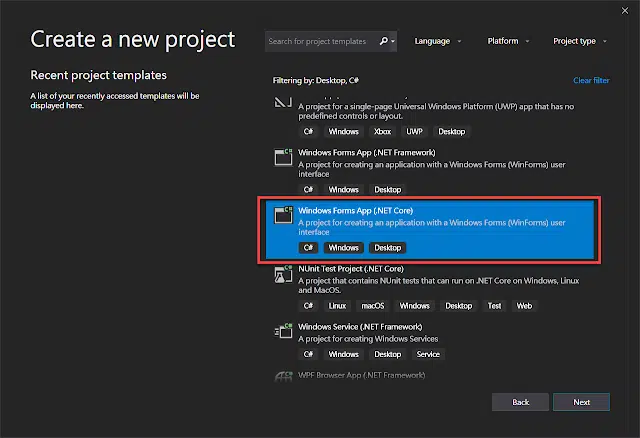 Create a new project
Search for project templates
Language
Platform
Project type
Recent project templates
A list of your recently accessed templates will be
displayed here.
Filtering by: Desktop, C#
Clear filter
A project for a single-page Universal Windows Platform (UWP) app that has no
predefined controls or layout.
C# Windows Xbox UWP Desktop
Windows Forms App (.NET Framework)
A project for creating an application with a Windows Forms (WinForms) user
interface
C# Windows Desktop
Windows Forms App (.NET Core)
A project for creating an application with a Windows Forms (WinForms) user
interface
C# Windows Desktop
NUnit Test Project (.NET Core)
A project that contains NUnit tests that can run on .NET Core on Windows, Linux
and MacOS.
C# Linux macOS Windows Desktop Test Web
Windows Service (.NET Framework)
A project for creating Windows Services
C# Windows Desktop Service
WPF Browser App (.NET Framework)
Back
Next